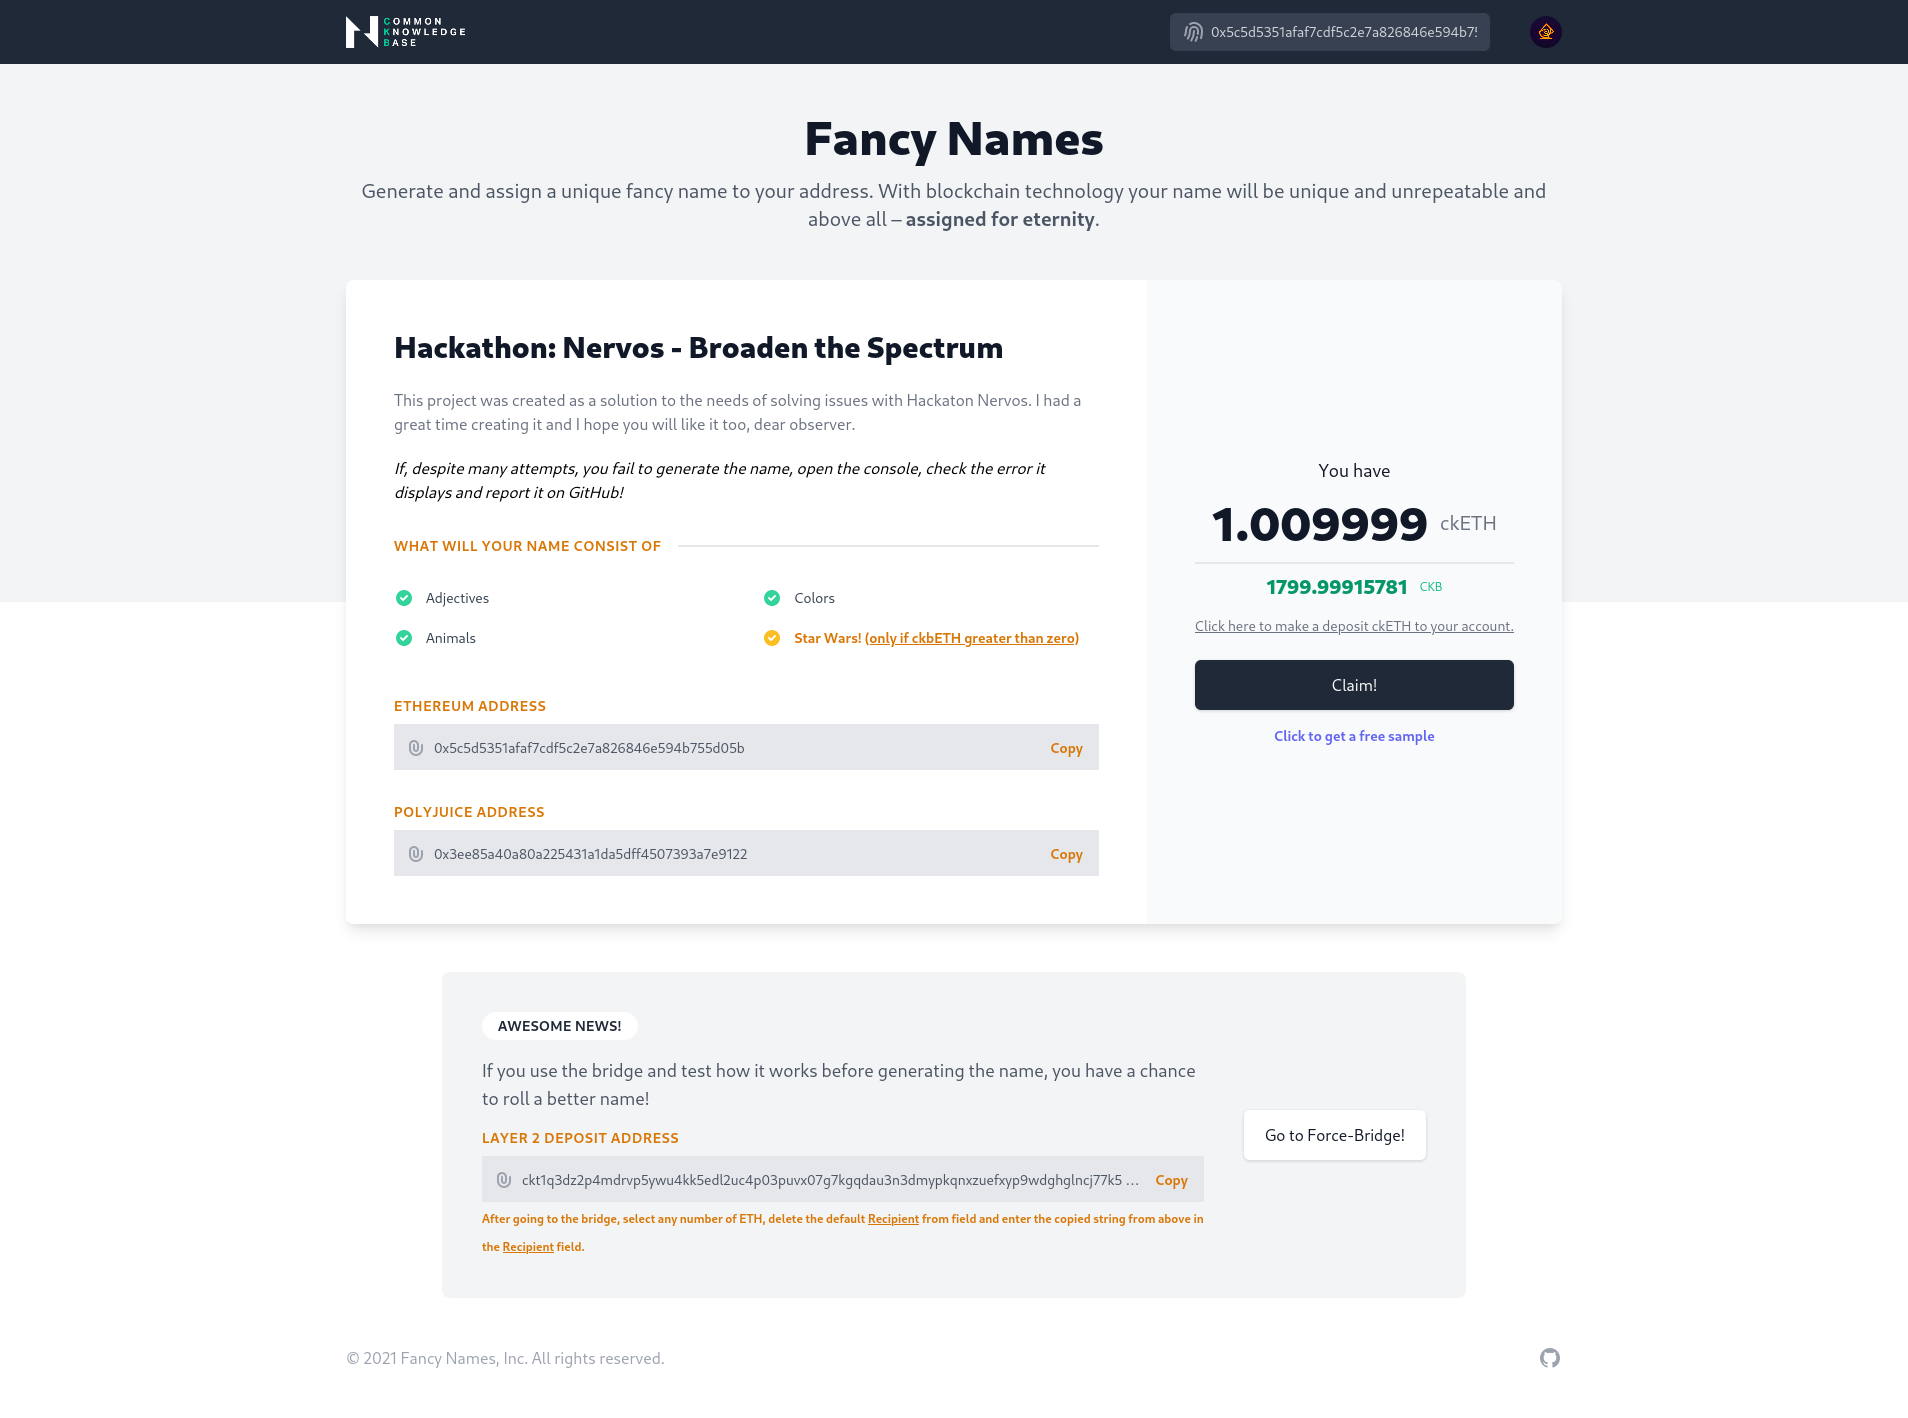 COMMON
KNOWLEDGE
BASE
0x5c5d5351afaf7cdf5c2e7a826846e594b7!
Fancy Names
Generate and assign a unique fancy name to your address. With blockchain technology your name will be unique and unrepeatable and
above all – assigned for eternity.
Hackathon: Nervos - Broaden the Spectrum
This project was created as a solution to the needs of solving issues with Hackaton Nervos. I had a
great time creating it and I hope you will like it too, dear observer.
If, despite many attempts, you fail to generate the name, open the console, check the error it
displays and report it on GitHub!
WHAT WILL YOUR NAME CONSIST OF
Adjectives
Colors
Animals
Star Wars! (only if ckbETH greater than zero)
ETHEREUM ADDRESS
0x5c5d5351afaf7cdf5c2e7a826846e594b755d05b Copy
POLYJUICE ADDRESS
0x3ee85a40a80a225431a1da5dff4507393a7e9122 Copy
You have
1.009999 ckETH
1799.99915781 CKB
Click here to make a deposit ckETH to your account.
Claim!
Click to get a free sample
AWESOME NEWS!
If you use the bridge and test how it works before generating the name, you have a chance
to roll a better name!
LAYER 2 DEPOSIT ADDRESS
ckt1q3dz2p4mdrvp5ywu4kk5edl2uc4p03puvx07g7kgqdau3n3dmypkqnxzuefxyp9wdghglncj77k5 ... Copy
After going to the bridge, select any number of ETH, delete the default Recipient from field and enter the copied string from above in
the Recipient field.
Go to Force-Bridge!
© 2021 Fancy Names, Inc. All rights reserved.